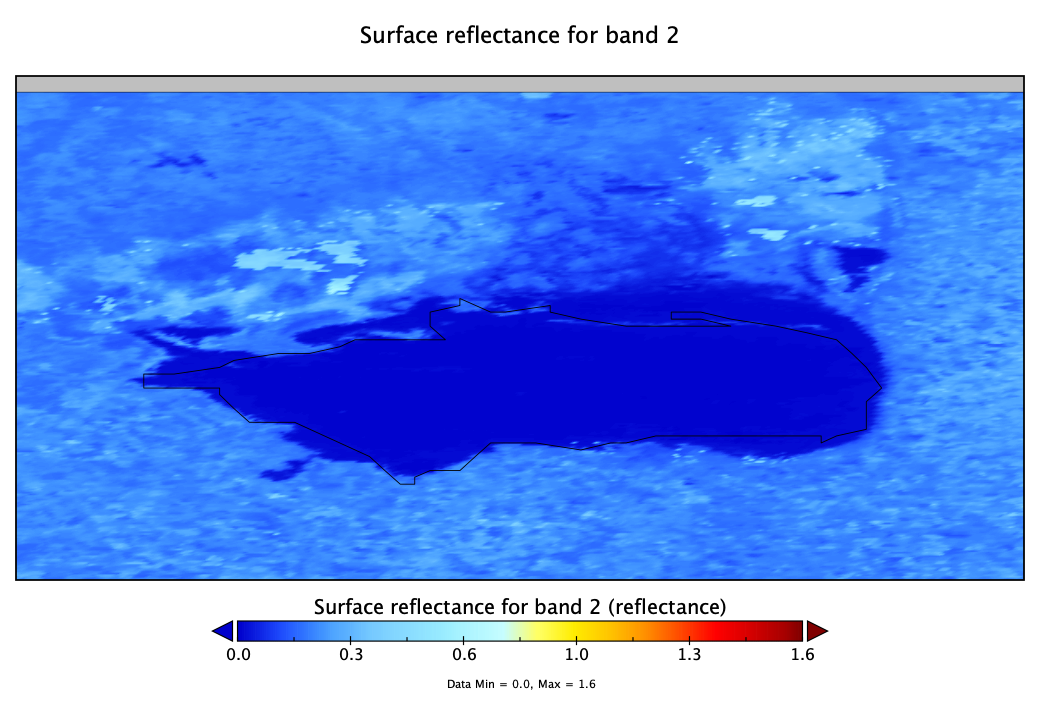 Surface reflectance for band 2
Surface reflectance for band 2 (reflectance)
0.0 0.3 0.6 1.0 1.3 1.6
Data Min = 0.0, Max = 1.6